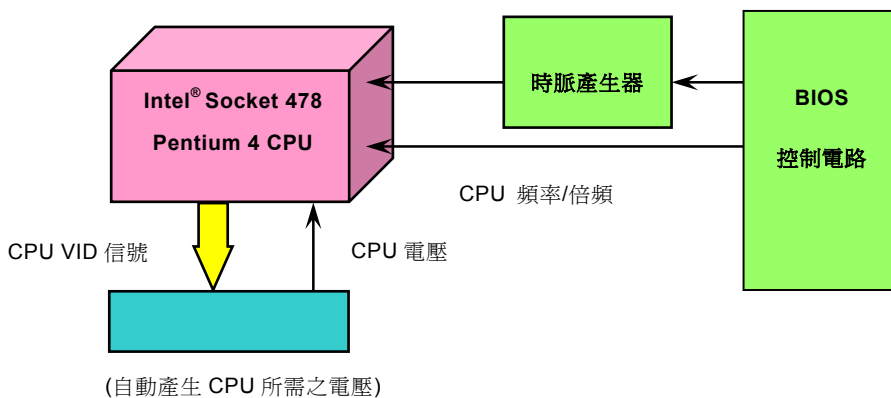 Intel® Socket 478
Pentium 4 CPU
時脈產生器
BIOS
控制電路
CPU 頻率/倍頻
CPU VID 信號
CPU 電壓
(自動產生 CPU 所需之電壓)